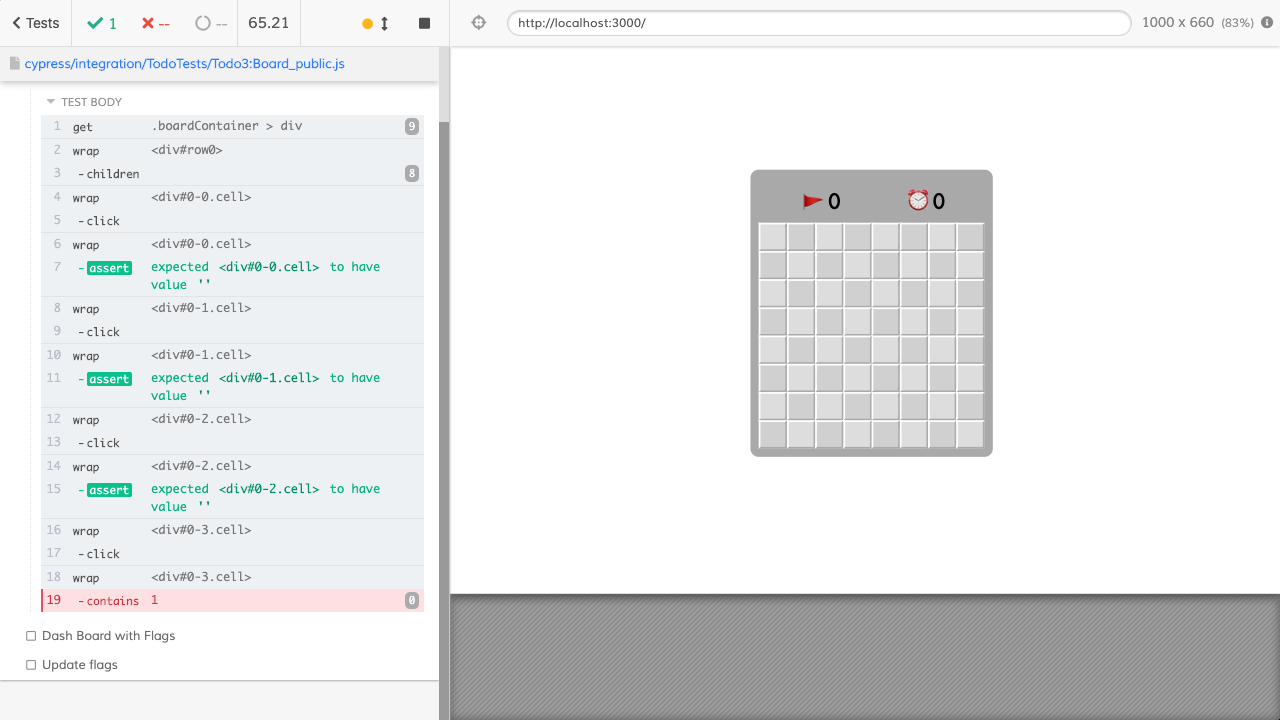 Tests 1 -- -- 65.21
cypress/integration/TodoTests/Todo3:Board_public.js
TEST BODY
1 get .boardContainer > div 9
2 wrap <div#row0>
3 -children 8
4 wrap <div#0-0.cell>
5 -click
6 wrap <div#0-0.cell>
7 -assert expected <div#0-0.cell> to have
value ''
8 wrap <div#0-1.cell>
9 -click
10 wrap <div#0-1.cell>
11 -assert expected <div#0-1.cell> to have
value ''
12 wrap <div#0-2.cell>
13 -click
14 wrap <div#0-2.cell>
15 -assert expected <div#0-2.cell> to have
value ''
16 wrap <div#0-3.cell>
17 -click
18 wrap <div#0-3.cell>
19 -contains 1 0
Dash Board with Flags
Update flags
http://localhost:3000/ 1000 x 660 (83%)
0 0